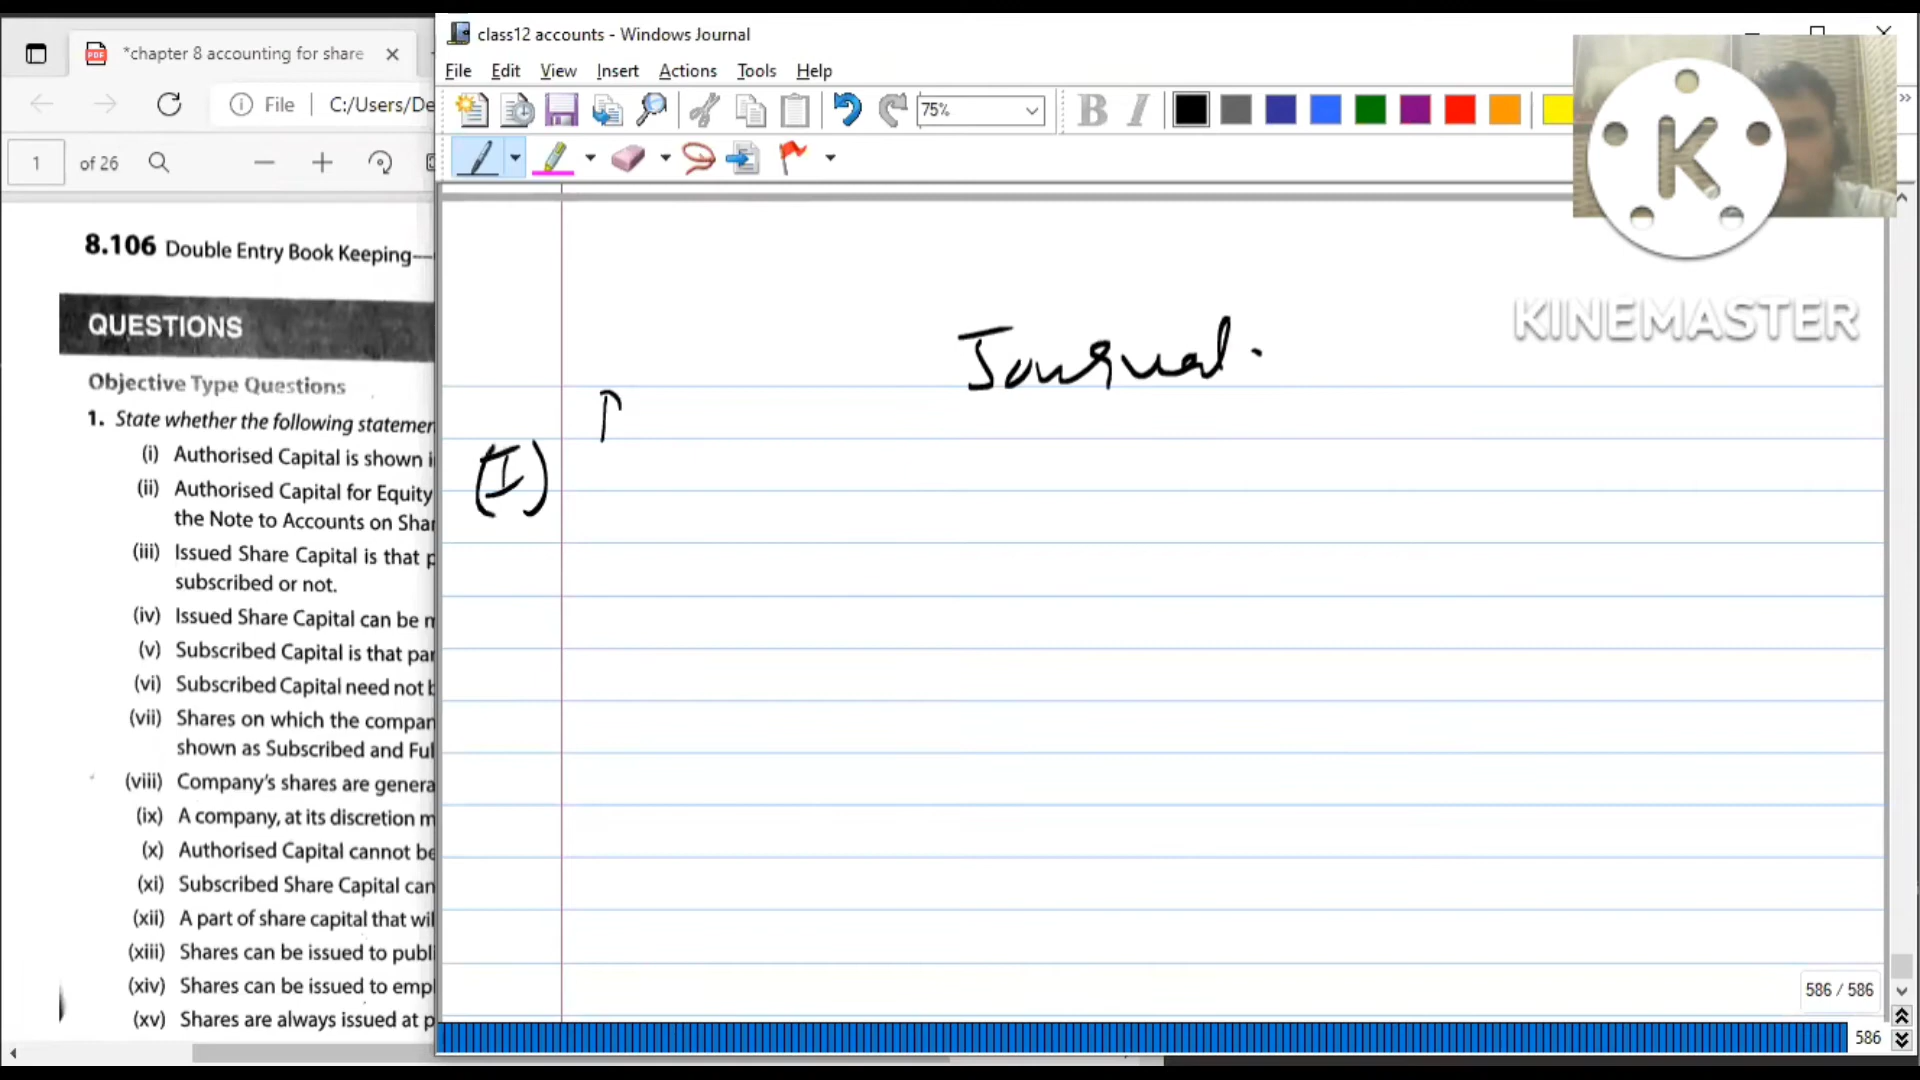 *chapter 8 accounting for share
File
C:/Users/De
1
of 26
8.106 Double Entry Book Keeping—
QUESTIONS
Objective Type Questions
1. State whether the following statemen
(i) Authorised Capital is shown i
(ii) Authorised Capital for Equity
the Note to Accounts on Shar
(iii) Issued Share Capital is that p
subscribed or not.
(iv) Issued Share Capital can be m
(v) Subscribed Capital is that par
(vi) Subscribed Capital need not b
(vii) Shares on which the compan
shown as Subscribed and Ful
(viii) Company's shares are genera
(ix) A company, at its discretion m
(x) Authorised Capital cannot be
(xi) Subscribed Share Capital can
(xii) A part of share capital that wil
(xiii) Shares can be issued to publi
(xiv) Shares can be issued to empl
(xv) Shares are always issued at p
class12 accounts - Windows Journal
File Edit View Insert Actions Tools Help
75%
B I
K
KINEMASTER
Journal.
(I)
586 / 586
586